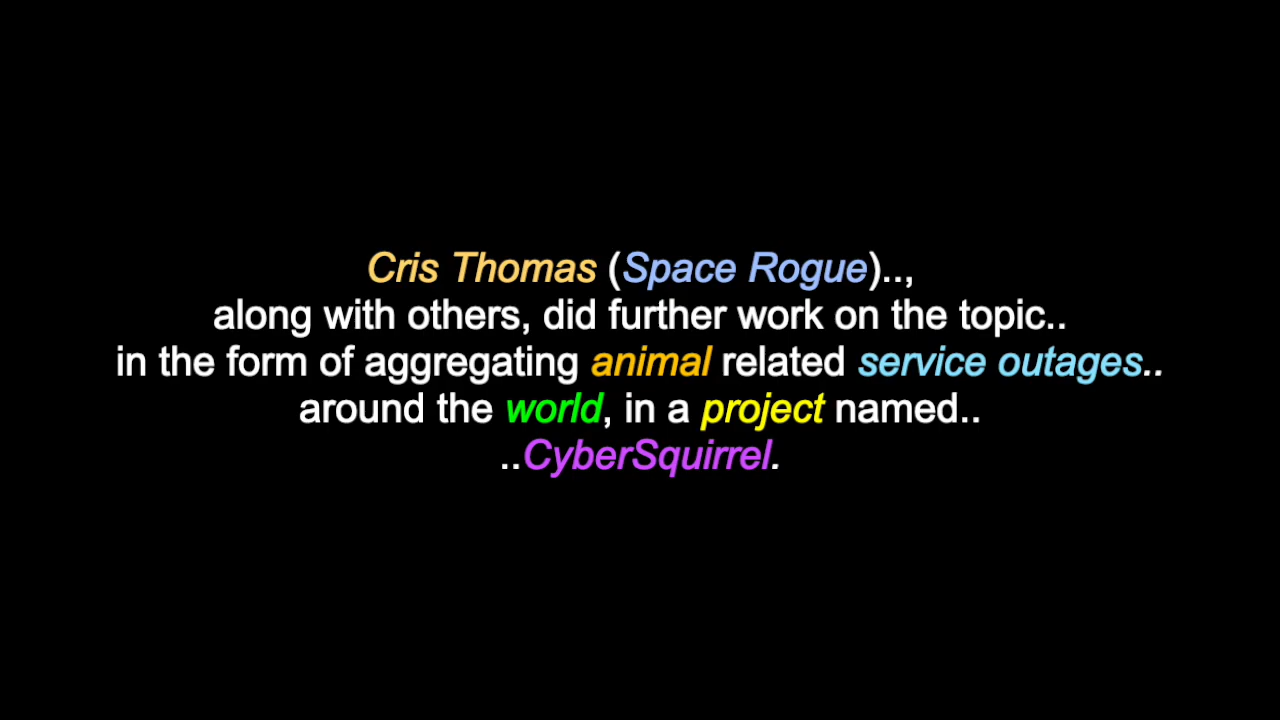 Cris Thomas (Space Rogue)..,
along with others, did further work on the topic..
in the form of aggregating animal related service outages..
around the world, in a project named..
..CyberSquirrel.